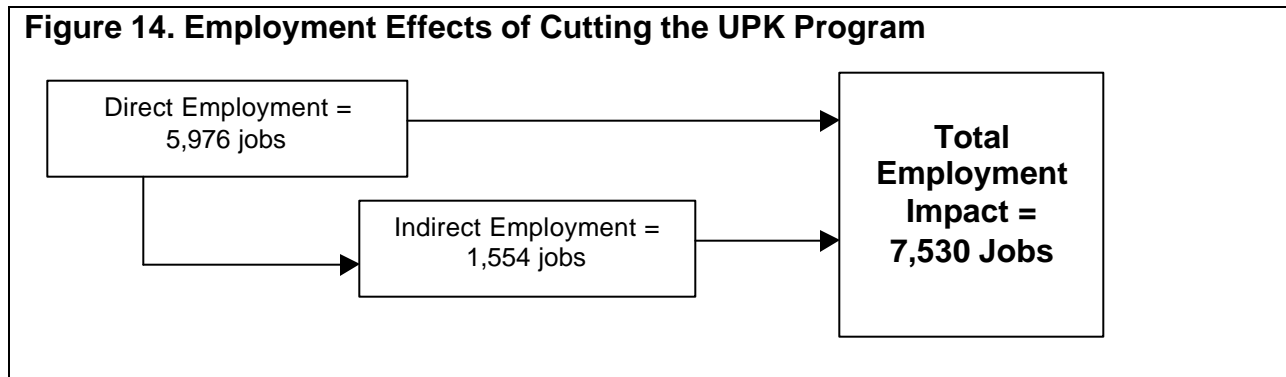 Figure 14. Employment Effects of Cutting the UPK Program
Direct Employment =
5,976 jobs
Indirect Employment =
1,554 jobs
Total
Employment
Impact =
7,530 Jobs